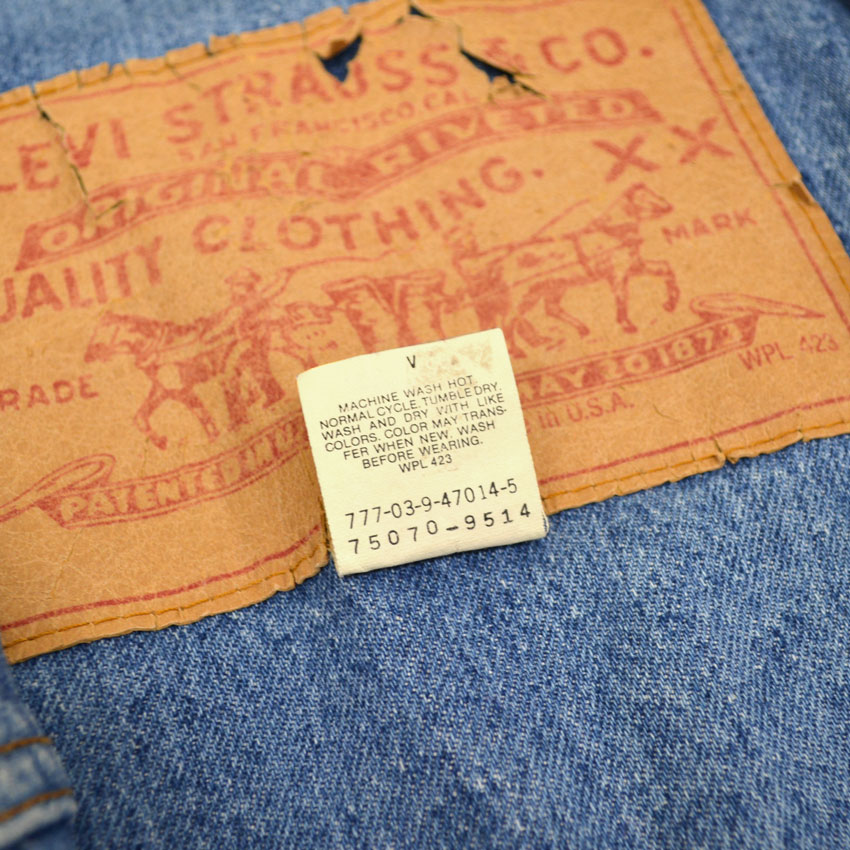 LEVI STRAUSS & CO.
SAN FRANCISCO, CAL.
ORIGINAL RIVETED
QUALITY CLOTHING. XX
TRADE MARK
PATENTED IN MAY 20 1873
WPL 423
in U.S.A.
V
MACHINE WASH HOT
NORMAL CYCLE, TUMBLE DRY.
WASH AND DRY WITH LIKE
COLORS. COLOR MAY TRANS-
FER WHEN NEW, WASH
BEFORE WEARING.
WPL 423
777-03-9-47014-5
75070-9514